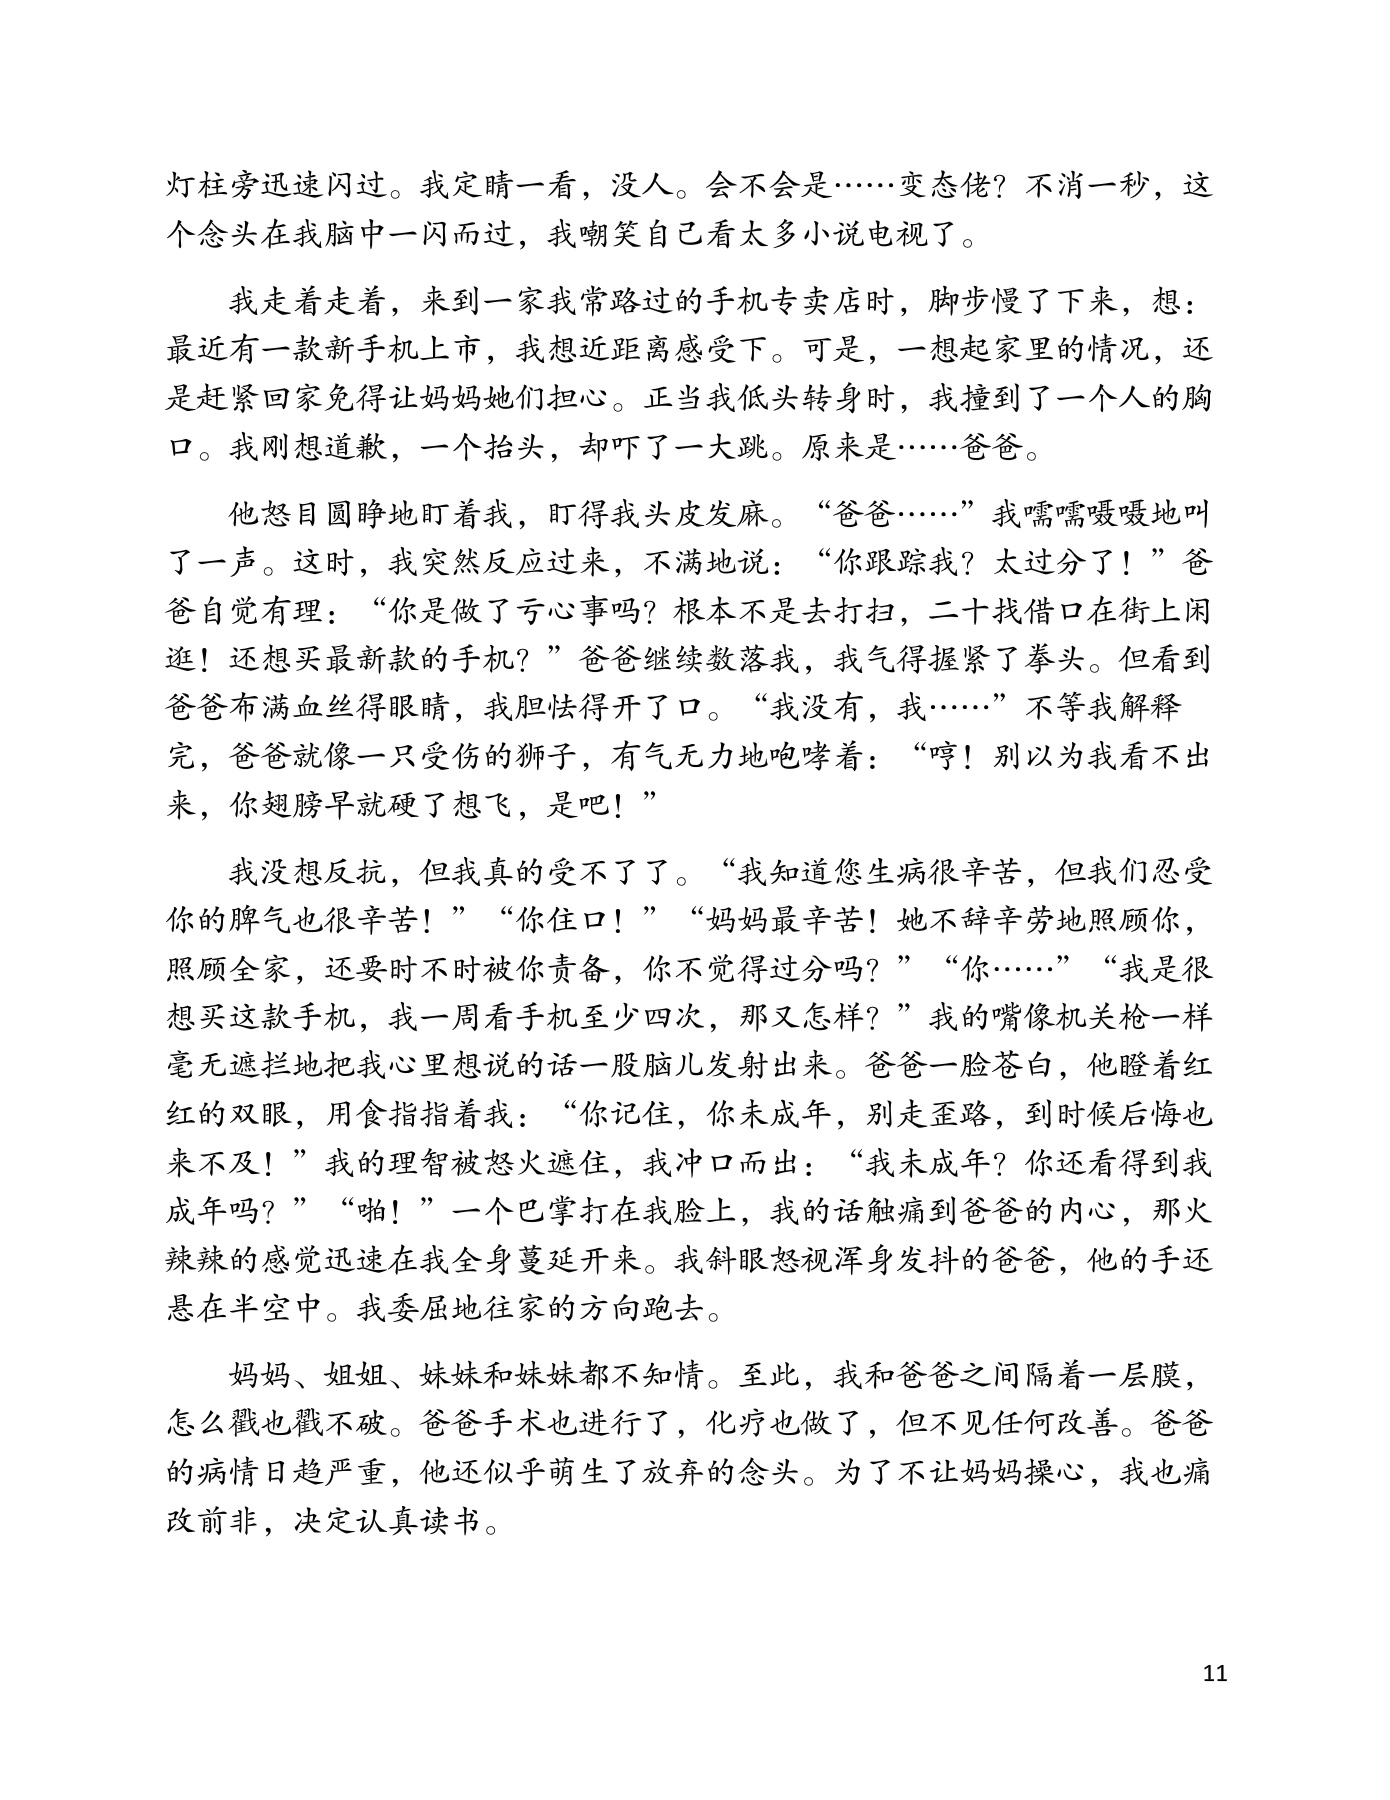 灯柱旁迅速闪过。我定睛一看，没人。会不会是……变态佬？不消一秒，这
个念头在我脑中一闪而过，我嘲笑自己看太多小说电视了。
我走着走着，来到一家我常路过的手机专卖店时，脚步慢了下来，想：
最近有一款新手机上市，我想近距离感受下。可是，一想起家里的情况，还
是赶紧回家免得让妈妈她们担心。正当我低头转身时，我撞到了一个人的胸
口。我刚想道歉，一个抬头，却吓了一大跳。原来是……爸爸。
他怒目圆睁地盯着我，盯得我头皮发麻。“爸爸……”我嚅嚅嗫嗫地叫
了一声。这时，我突然反应过来，不满地说：“你跟踪我？太过分了！”爸
爸自觉有理：“你是做了亏心事吗？根本不是去打扫，二十找借口在街上闲
逛！还想买最新款的手机？”爸爸继续数落我，我气得握紧了拳头。但看到
爸爸布满血丝得眼睛，我胆怯得开了口。“我没有，我……”不等我解释
完，爸爸就像一只受伤的狮子，有气无力地咆哮着：“哼！别以为我看不出
来，你翅膀早就硬了想飞，是吧！”
我没想反抗，但我真的受不了了。“我知道您生病很辛苦，但我们忍受
你的脾气也很辛苦！”“你住口！”“妈妈最辛苦！她不辞辛劳地照顾你，
照顾全家，还要时不时被你责备，你不觉得过分吗？”“你……”“我是很
想买这款手机，我一周看手机至少四次，那又怎样？”我的嘴像机关枪一样
毫无遮拦地把我心里想说的话一股脑儿发射出来。爸爸一脸苍白，他瞪着红
红的双眼，用食指指着我：“你记住，你未成年，别走歪路，到时候后悔也
来不及！”我的理智被怒火遮住，我冲口而出：“我未成年？你还看得到我
成年吗？”“啪！”一个巴掌打在我脸上，我的话触痛到爸爸的内心，那火
辣辣的感觉迅速在我全身蔓延开来。我斜眼怒视浑身发抖的爸爸，他的手还
悬在半空中。我委屈地往家的方向跑去。
妈妈、姐姐、妹妹和妹妹都不知情。至此，我和爸爸之间隔着一层膜，
怎么戳也戳不破。爸爸手术也进行了，化疗也做了，但不见任何改善。爸爸
的病情日趋严重，他还似乎萌生了放弃的念头。为了不让妈妈操心，我也痛
改前非，决定认真读书。
11